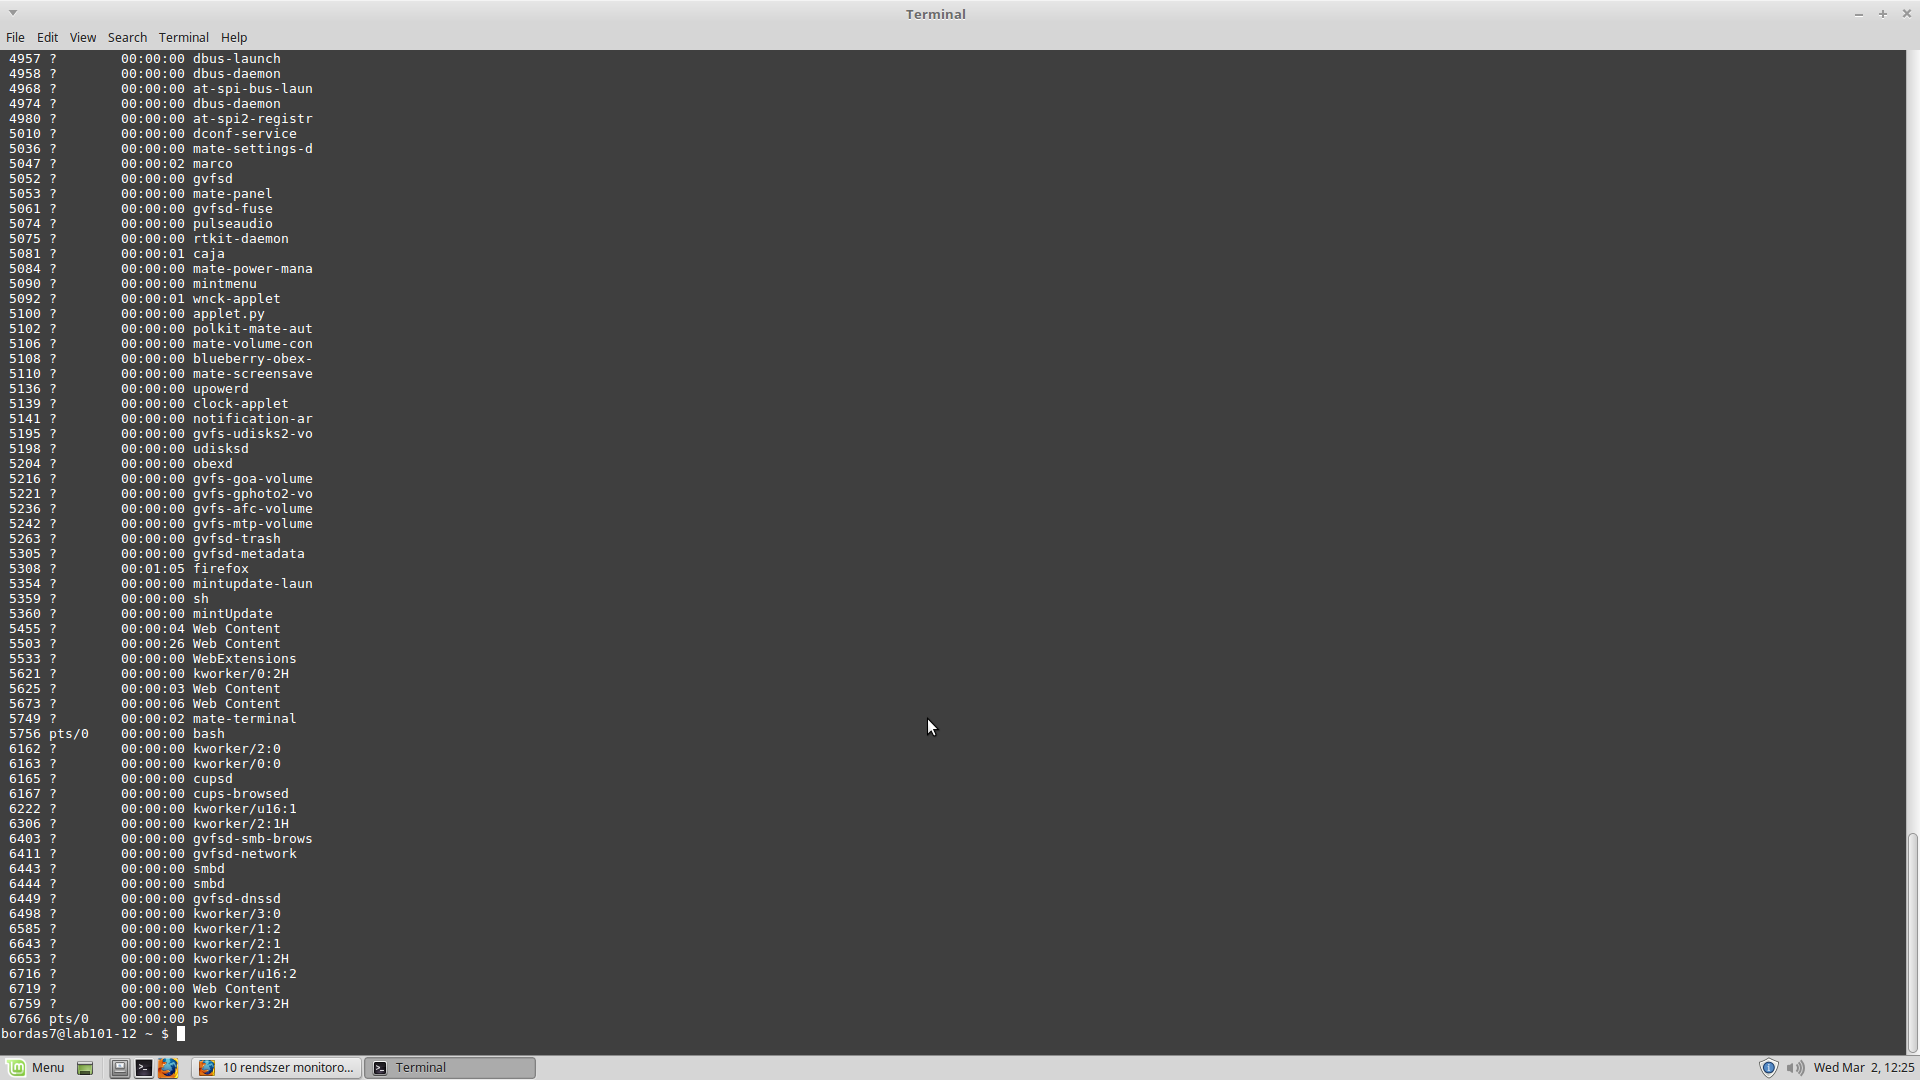 Terminal
File Edit View Search Terminal Help
4957 ? 00:00:00 dbus-launch
4958 ? 00:00:00 dbus-daemon
4968 ? 00:00:00 at-spi-bus-laun
4974 ? 00:00:00 dbus-daemon
4980 ? 00:00:00 at-spi2-registr
5010 ? 00:00:00 dconf-service
5036 ? 00:00:00 mate-settings-d
5047 ? 00:00:02 marco
5052 ? 00:00:00 gvfsd
5053 ? 00:00:00 mate-panel
5061 ? 00:00:00 gvfsd-fuse
5074 ? 00:00:00 pulseaudio
5075 ? 00:00:00 rtkit-daemon
5081 ? 00:00:01 caja
5084 ? 00:00:00 mate-power-mana
5090 ? 00:00:00 mintmenu
5092 ? 00:00:01 wnck-applet
5100 ? 00:00:00 applet.py
5102 ? 00:00:00 polkit-mate-aut
5106 ? 00:00:00 mate-volume-con
5108 ? 00:00:00 blueberry-obex-
5110 ? 00:00:00 mate-screensave
5136 ? 00:00:00 upowerd
5139 ? 00:00:00 clock-applet
5141 ? 00:00:00 notification-ar
5195 ? 00:00:00 gvfs-udisks2-vo
5198 ? 00:00:00 udisksd
5204 ? 00:00:00 obexd
5216 ? 00:00:00 gvfs-goa-volume
5221 ? 00:00:00 gvfs-gphoto2-vo
5236 ? 00:00:00 gvfs-afc-volume
5242 ? 00:00:00 gvfs-mtp-volume
5263 ? 00:00:00 gvfsd-trash
5305 ? 00:00:00 gvfsd-metadata
5308 ? 00:01:05 firefox
5354 ? 00:00:00 mintupdate-laun
5359 ? 00:00:00 sh
5360 ? 00:00:00 mintUpdate
5455 ? 00:00:04 Web Content
5503 ? 00:00:26 Web Content
5533 ? 00:00:00 WebExtensions
5621 ? 00:00:00 kworker/0:2H
5625 ? 00:00:03 Web Content
5673 ? 00:00:06 Web Content
5749 ? 00:00:02 mate-terminal
5756 pts/0 00:00:00 bash
6162 ? 00:00:00 kworker/2:0
6163 ? 00:00:00 kworker/0:0
6165 ? 00:00:00 cupsd
6167 ? 00:00:00 cups-browsed
6222 ? 00:00:00 kworker/u16:1
6306 ? 00:00:00 kworker/2:1H
6403 ? 00:00:00 gvfsd-smb-brows
6411 ? 00:00:00 gvfsd-network
6443 ? 00:00:00 smbd
6444 ? 00:00:00 smbd
6449 ? 00:00:00 gvfsd-dnssd
6498 ? 00:00:00 kworker/3:0
6585 ? 00:00:00 kworker/1:2
6643 ? 00:00:00 kworker/2:1
6653 ? 00:00:00 kworker/1:2H
6716 ? 00:00:00 kworker/u16:2
6719 ? 00:00:00 Web Content
6759 ? 00:00:00 kworker/3:2H
6766 pts/0 00:00:00 ps
bordas7@lab101-12 ~ $
Menu 10 rendszer monitoro... Terminal Wed Mar 2, 12:25